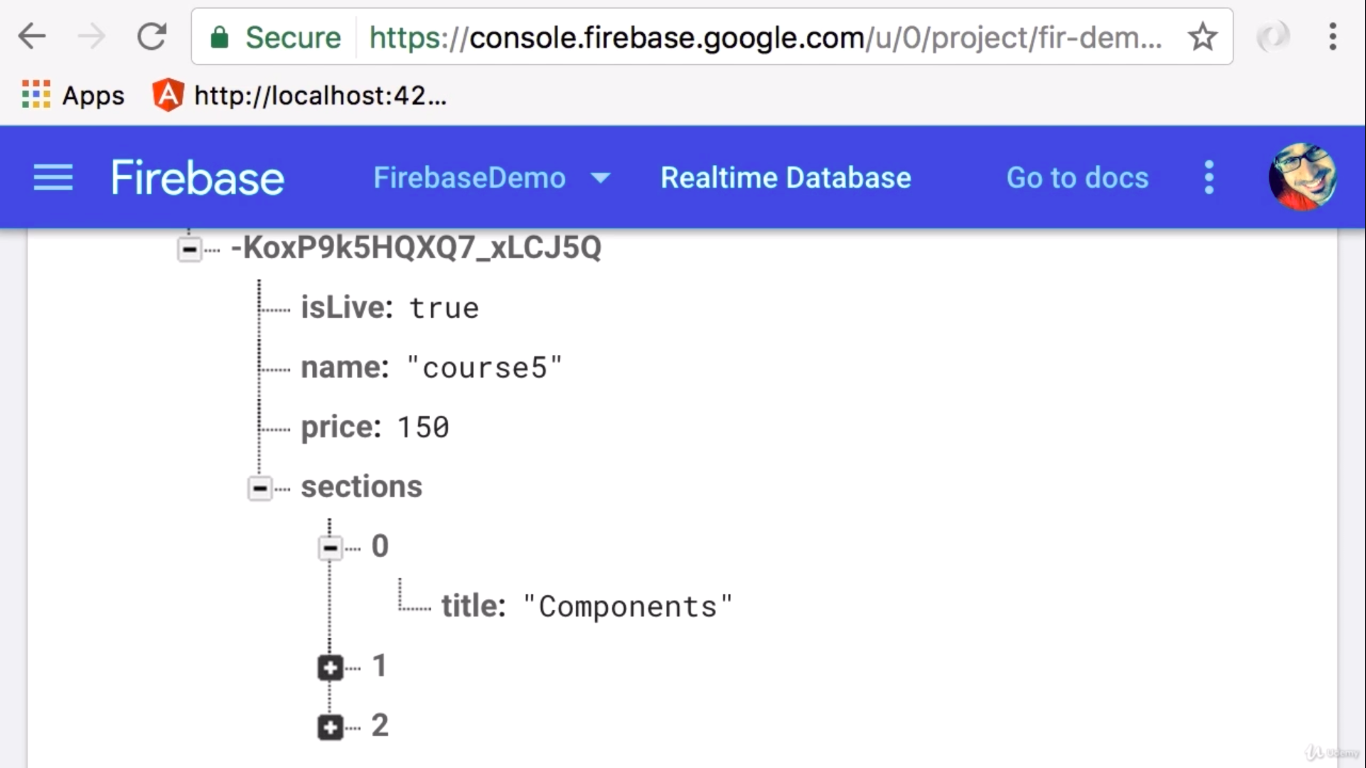 Secure https://console.firebase.google.com/u/0/project/fir-dem...
Apps http://localhost:42...
Firebase FirebaseDemo Realtime Database Go to docs
-KoxP9k5HQXQ7_xLCJ5Q
isLive: true
name: "course5"
price: 150
sections
0
title: "Components"
1
2
Udemy